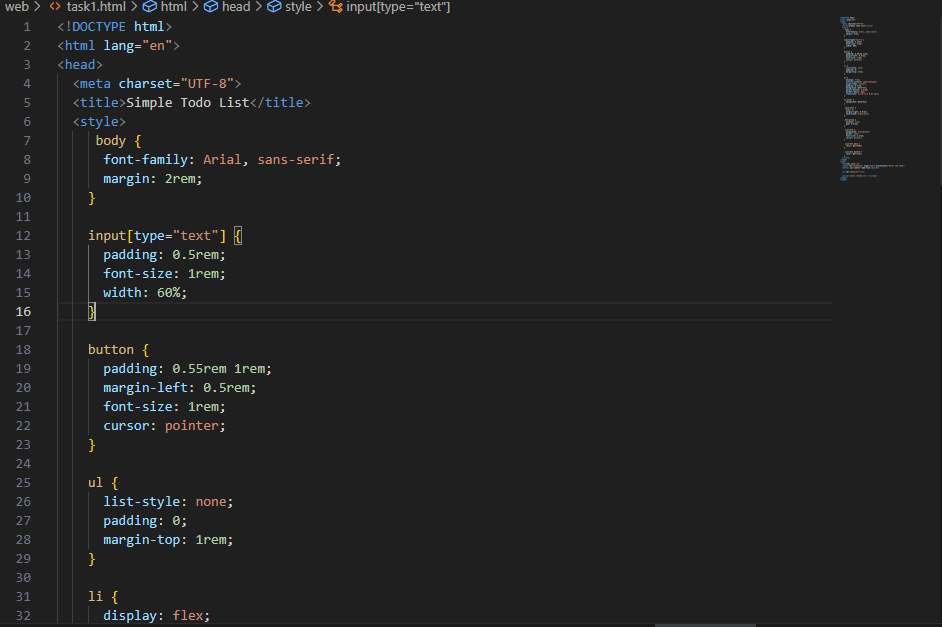 web > task1.html > html > head > style > input[type="text"]
1 <!DOCTYPE html>
2 <html lang="en">
3 <head>
4   <meta charset="UTF-8">
5   <title>Simple Todo List</title>
6   <style>
7      body {
8       font-family: Arial, sans-serif;
9       margin: 2rem;
10     }
11
12     input[type="text"] {
13       padding: 0.5rem;
14       font-size: 1rem;
15       width: 60%;
16     }
17
18     button {
19       padding: 0.55rem 1rem;
20       margin-left: 0.5rem;
21       font-size: 1rem;
22       cursor: pointer;
23     }
24
25     ul {
26       list-style: none;
27       padding: 0;
28       margin-top: 1rem;
29     }
30
31     li {
32       display: flex;